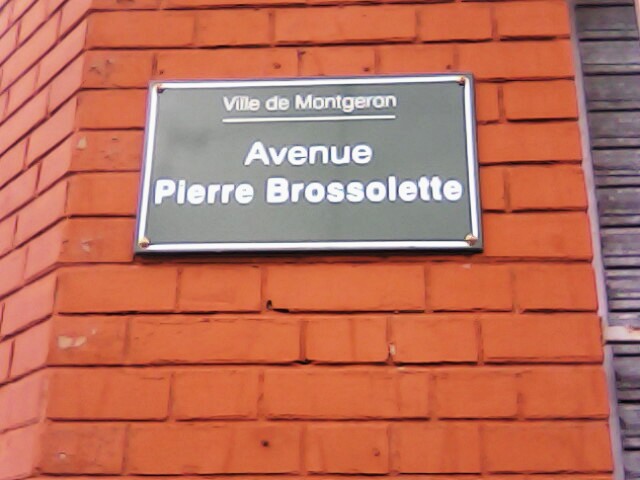 Ville de Montgeron
Avenue
Pierre Brossolette